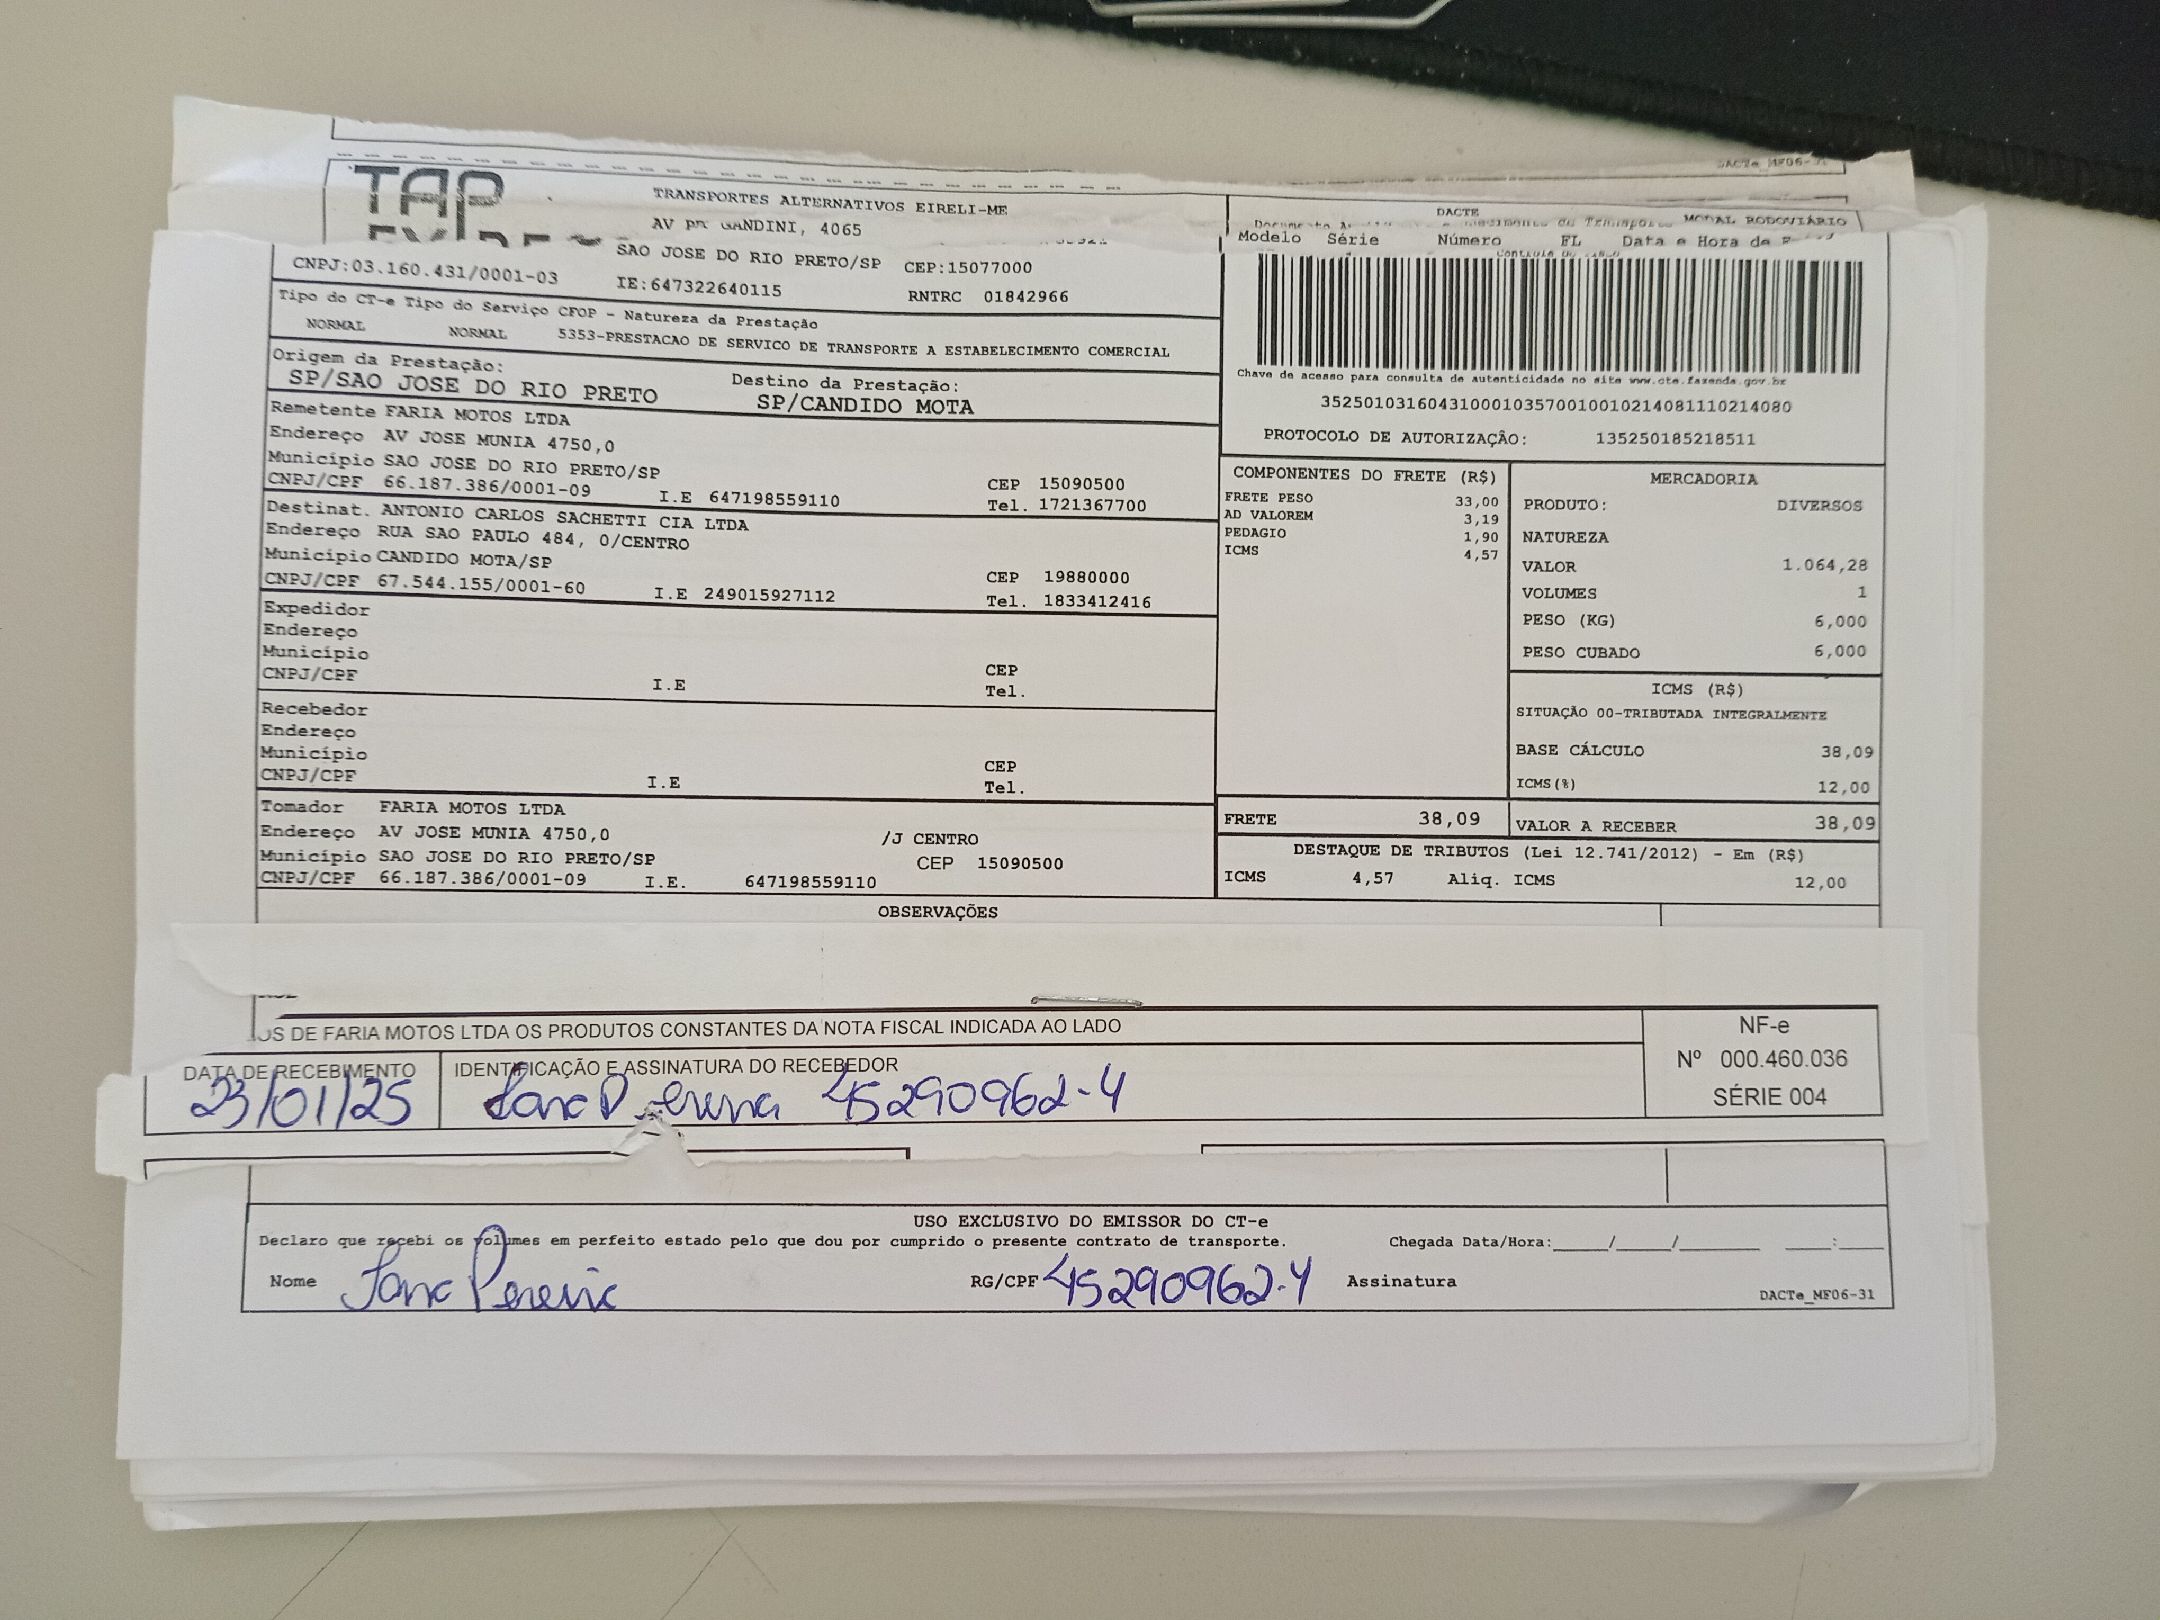 DACTe_MF06-31
TAP
TRANSPORTES ALTERNATIVOS EIRELI-ME
AV GANDINI, 4065
SAO JOSE DO RIO PRETO/SP CEP:15077000
CNPJ:03.160.431/0001-03 IE:647322640115 RNTRC 01842966
DACTE MODAL RODOVIÁRIO
Modelo Série Número FL Data e Hora de
Tipo do CT-e Tipo do Serviço CFOP - Natureza da Prestação
NORMAL NORMAL 5353-PRESTACAO DE SERVICO DE TRANSPORTE A ESTABELECIMENTO COMERCIAL
Origem da Prestação: Destino da Prestação:
SP/SAO JOSE DO RIO PRETO SP/CANDIDO MOTA
Chave de acesso para consulta de autenticidade no site www.cte.fazenda.gov.br
35250103160431000103570010010214081110214080
PROTOCOLO DE AUTORIZAÇÃO: 135250185218511
Remetente FARIA MOTOS LTDA
Endereço AV JOSE MUNIA 4750,0
Município SAO JOSE DO RIO PRETO/SP CEP 15090500
CNPJ/CPF 66.187.386/0001-09 I.E 647198559110 Tel. 1721367700
Destinat. ANTONIO CARLOS SACHETTI CIA LTDA
Endereço RUA SAO PAULO 484, 0/CENTRO
Município CANDIDO MOTA/SP CEP 19880000
CNPJ/CPF 67.544.155/0001-60 I.E 249015927112 Tel. 1833412416
Expedidor
Endereço
Município CEP
CNPJ/CPF I.E Tel.
Recebedor
Endereço
Município CEP
CNPJ/CPF I.E Tel.
Tomador FARIA MOTOS LTDA
Endereço AV JOSE MUNIA 4750,0 /J CENTRO
Município SAO JOSE DO RIO PRETO/SP CEP 15090500
CNPJ/CPF 66.187.386/0001-09 I.E. 647198559110
COMPONENTES DO FRETE (R$)
FRETE PESO 33,00
AD VALOREM 3,19
PEDAGIO 1,90
ICMS 4,57
MERCADORIA
PRODUTO: DIVERSOS
NATUREZA
VALOR 1.064,28
VOLUMES 1
PESO (KG) 6,000
PESO CUBADO 6,000
ICMS (R$)
SITUAÇÃO 00-TRIBUTADA INTEGRALMENTE
BASE CÁLCULO 38,09
ICMS(%) 12,00
FRETE 38,09 VALOR A RECEBER 38,09
DESTAQUE DE TRIBUTOS (Lei 12.741/2012) - Em (R$)
ICMS 4,57 Aliq. ICMS 12,00
OBSERVAÇÕES
OS DE FARIA MOTOS LTDA OS PRODUTOS CONSTANTES DA NOTA FISCAL INDICADA AO LADO
NF-e
Nº 000.460.036
SÉRIE 004
DATA DE RECEBIMENTO IDENTIFICAÇÃO E ASSINATURA DO RECEBEDOR
23/01/25 45290962-4
USO EXCLUSIVO DO EMISSOR DO CT-e
Declaro que recebi os volumes em perfeito estado pelo que dou por cumprido o presente contrato de transporte. Chegada Data/Hora:____/____/______ ____:____
Nome Pereira RG/CPF 45290962-4 Assinatura
DACTe_MF06-31